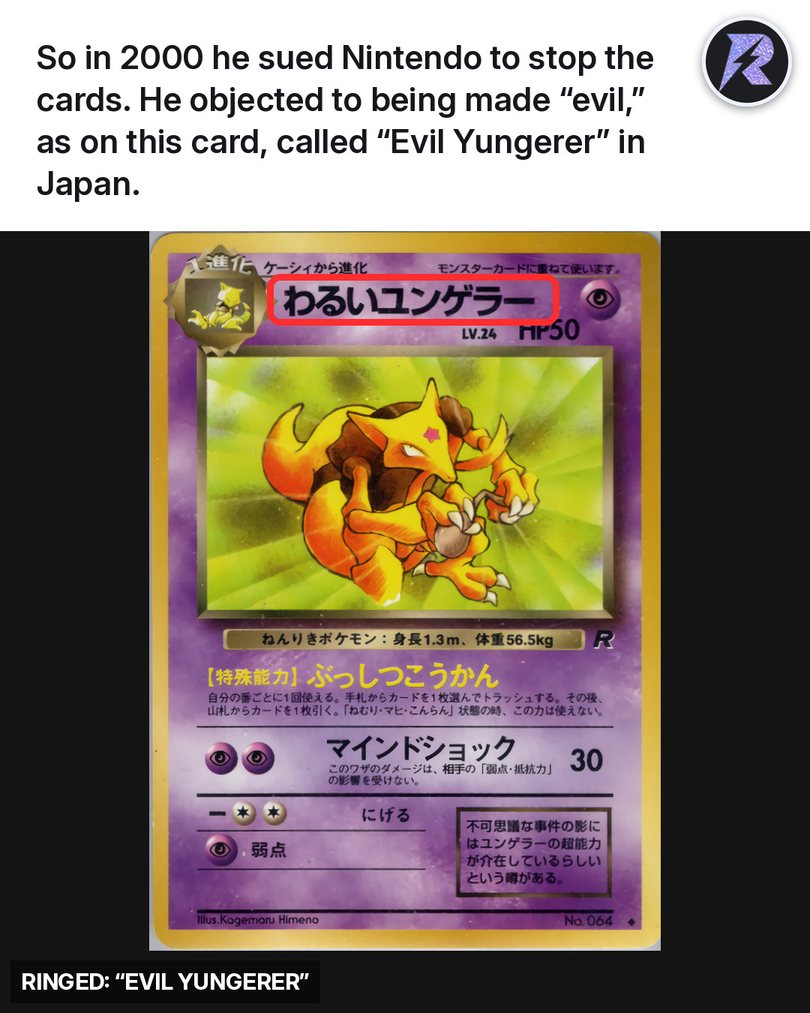 So in 2000 he sued Nintendo to stop the
cards. He objected to being made “evil,”
as on this card, called “Evil Yungerer” in
Japan.
R
1進化 ケーシィから進化 モンスターカードに重ねて使います。
わるいユンゲラー
LV.24 HP50
ねんりきポケモン：身長1.3m、体重56.5kg R
【特殊能力】ぶっしつこうかん
自分の番ごとに1回使える。手札からカードを1枚選んでトラッシュする。その後、
山札からカードを1枚引く。「ねむり・マヒ・こんらん」状態の時、この力は使えない。
マインドショック 30
このワザのダメージは、相手の「弱点・抵抗力」
の影響を受けない。
にげる
弱点
不可思議な事件の影に
はユンゲラーの超能力
が介在しているらしい
という噂がある。
Illus.Kagemaru Himeno No. 064
RINGED: “EVIL YUNGERER”